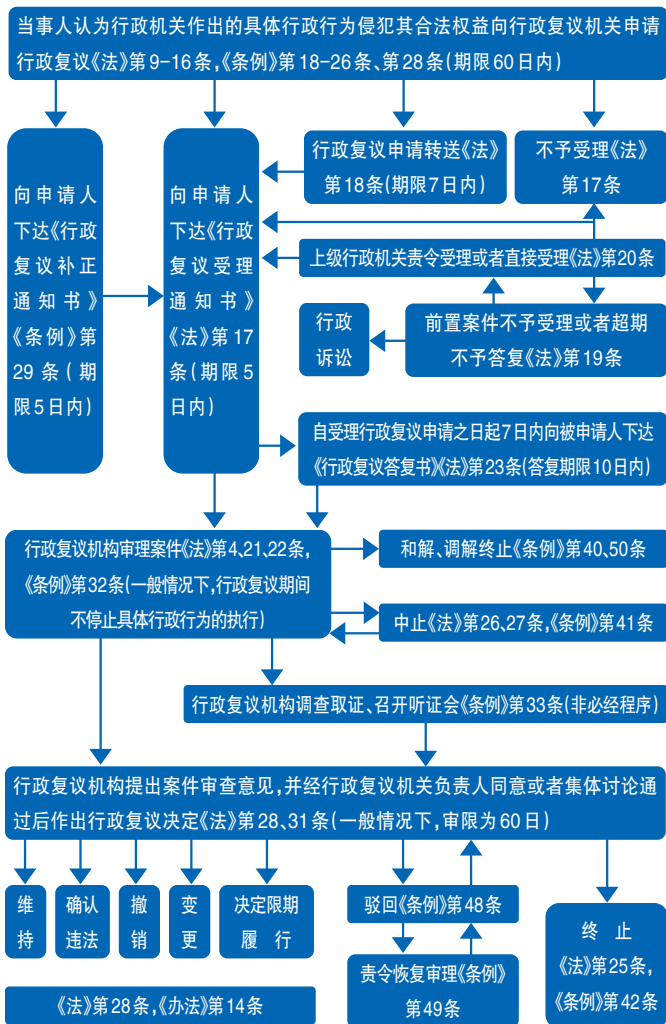 当事人认为行政机关作出的具体行政行为侵犯其合法权益向行政复议机关申请
行政复议《法》第9-16条,《条例》第18-26条、第28条(期限60日内)
向申请人
下达《行政
复议补正
通知书》
《条例》第
29条(期
限5日内)
向申请人
下达《行政
复议受理
通知书》
《法》第17
条(期限5
日内)
行政复议申请转送《法》
第18条(期限7日内)
不予受理《法》
第17条
上级行政机关责令受理或者直接受理《法》第20条
行政
诉讼
前置案件不予受理或者超期
不予答复《法》第19条
自受理行政复议申请之日起7日内向被申请人下达
《行政复议答复书》《法》第23条(答复期限10日内)
行政复议机构审理案件《法》第4、21、22条,
《条例》第32条(一般情况下,行政复议期间
不停止具体行政行为的执行)
和解、调解终止《条例》第40、50条
中止《法》第26、27条,《条例》第41条
行政复议机构调查取证、召开听证会《条例》第33条(非必经程序)
行政复议机构提出案件审查意见,并经行政复议机关负责人同意或者集体讨论通
过后作出行政复议决定《法》第28、31条(一般情况下,审限为60日)
维
持
确认
违法
撤
销
变
更
决定限期
履 行
驳回《条例》第48条
责令恢复审理《条例》
第49条
终 止
《法》第25条,
《条例》第42条
《法》第28条,《办法》第14条